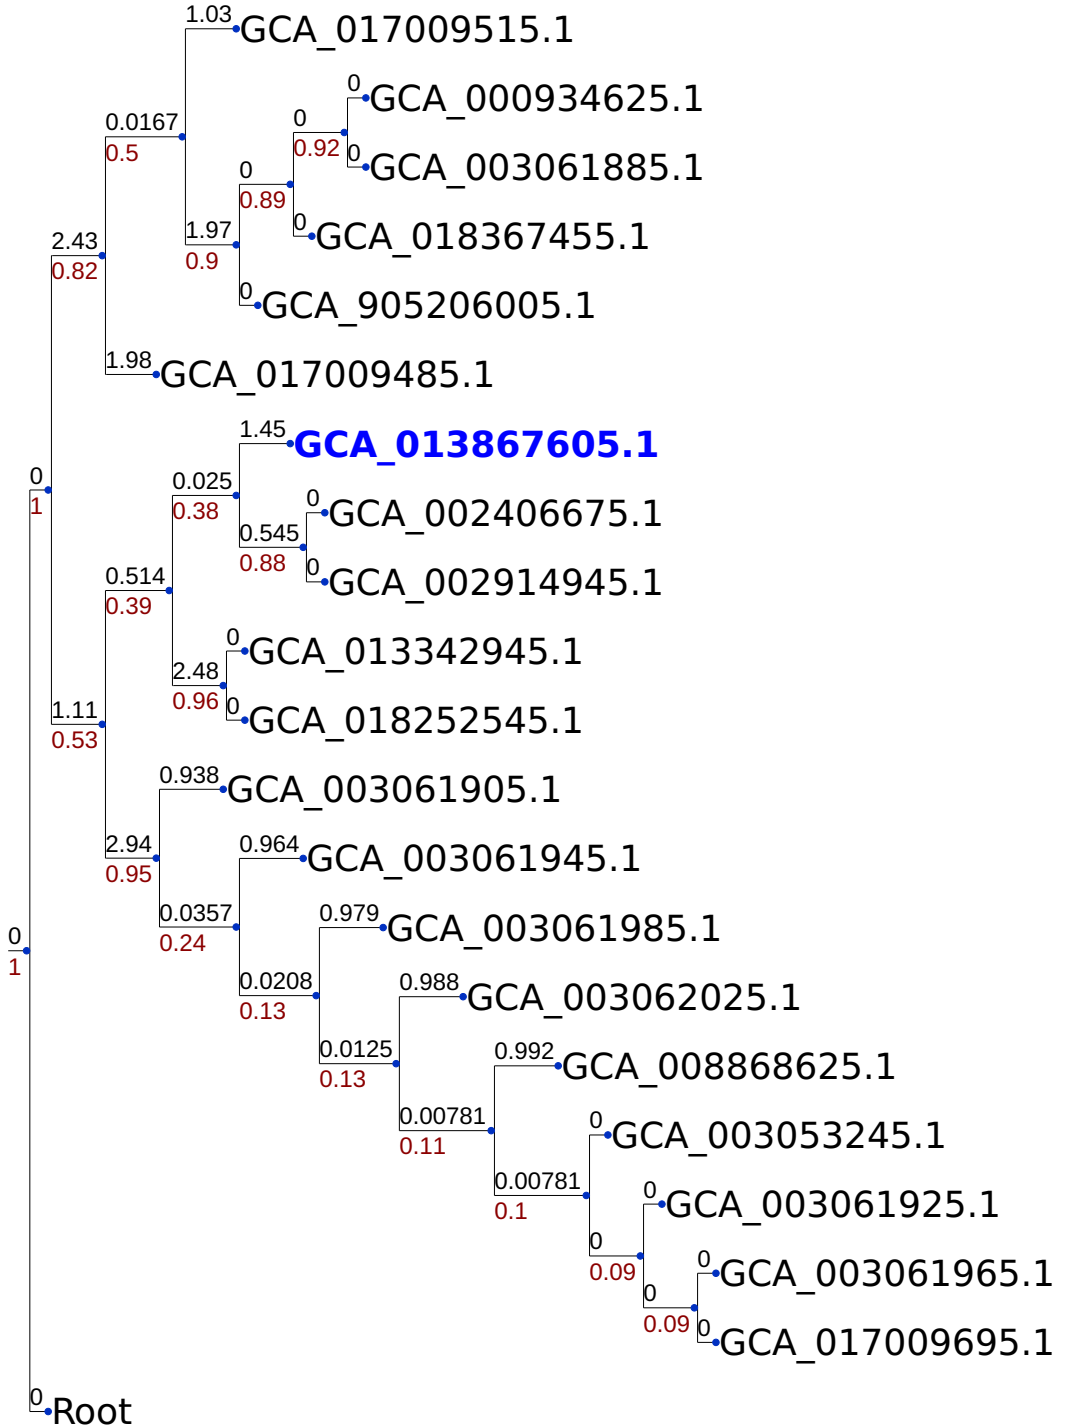 1.03
GCA_017009515.1
0
GCA_000934625.1
0.0167
0
0.5
0.92
0
GCA_003061885.1
0
0.89
1.97
0
GCA_018367455.1
2.43
0.9
0.82
0
GCA_905206005.1
1.98
GCA_017009485.1
1.45
GCA_013867605.1
0
1
0.025
0.38
0
GCA_002406675.1
0.545
0.88
0
GCA_002914945.1
0.514
0.39
0
GCA_013342945.1
2.48
0.96
0
GCA_018252545.1
1.11
0.53
0.938
GCA_003061905.1
2.94
0.95
0.964
GCA_003061945.1
0.0357
0.24
0.979
GCA_003061985.1
0
1
0.0208
0.13
0.988
GCA_003062025.1
0.0125
0.13
0.992
GCA_008868625.1
0.00781
0.11
0
GCA_003053245.1
0.00781
0.1
0
GCA_003061925.1
0
0.09
0
GCA_003061965.1
0
0.09
0
GCA_017009695.1
0
Root